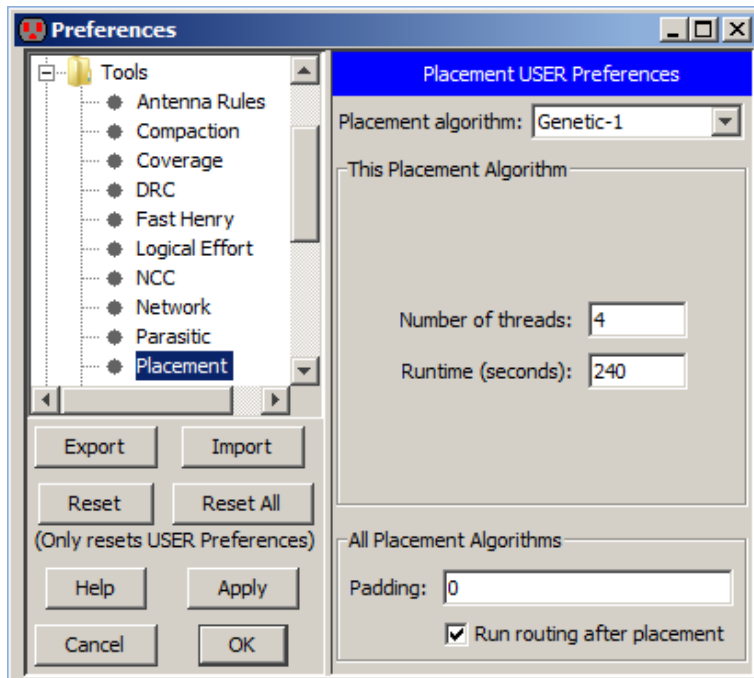 Preferences
Tools
Antenna Rules
Compaction
Coverage
DRC
Fast Henry
Logical Effort
NCC
Network
Parasitic
Placement
Export Import
Reset Reset All
(Only resets USER Preferences)
Help Apply
Cancel OK
Placement USER Preferences
Placement algorithm: Genetic-1
This Placement Algorithm
Number of threads: 4
Runtime (seconds): 240
All Placement Algorithms
Padding: 0
Run routing after placement